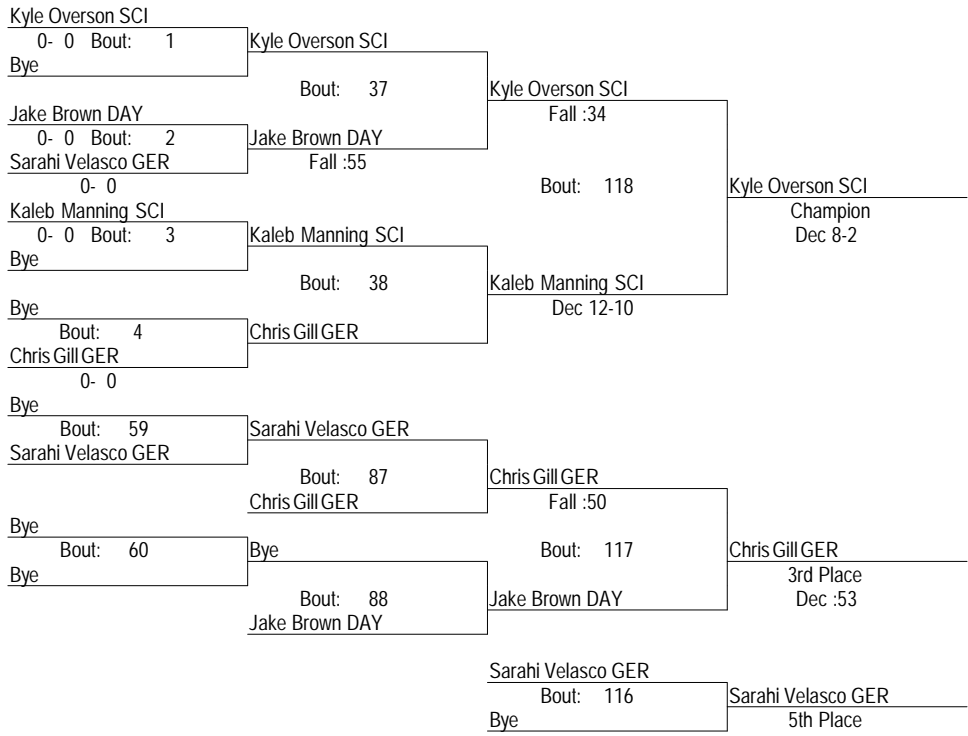 Kyle Overson SCI
0- 0 Bout: 1
Kyle Overson SCI
Bye
Bout: 37
Kyle Overson SCI
Jake Brown DAY
Fall :34
0- 0 Bout: 2
Jake Brown DAY
Sarahi Velasco GER
Fall :55
0- 0
Bout: 118
Kyle Overson SCI
Kaleb Manning SCI
Champion
0- 0 Bout: 3
Kaleb Manning SCI
Dec 8-2
Bye
Bout: 38
Kaleb Manning SCI
Bye
Dec 12-10
Bout: 4
Chris Gill GER
Chris Gill GER
0- 0
Bye
Bout: 59
Sarahi Velasco GER
Sarahi Velasco GER
Bout: 87
Chris Gill GER
Chris Gill GER
Fall :50
Bye
Bout: 60
Bye
Bout: 117
Chris Gill GER
Bye
3rd Place
Bout: 88
Jake Brown DAY
Dec :53
Jake Brown DAY
Sarahi Velasco GER
Bout: 116
Sarahi Velasco GER
Bye
5th Place